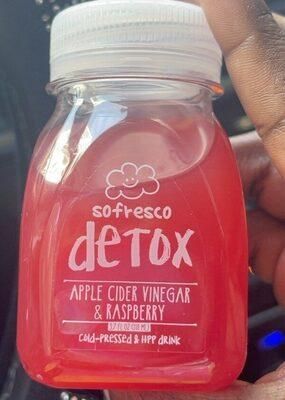 sofresco
detox
APPLE CIDER VINEGAR
& RASPBERRY
COLD-PRESSED & HPP DRINK